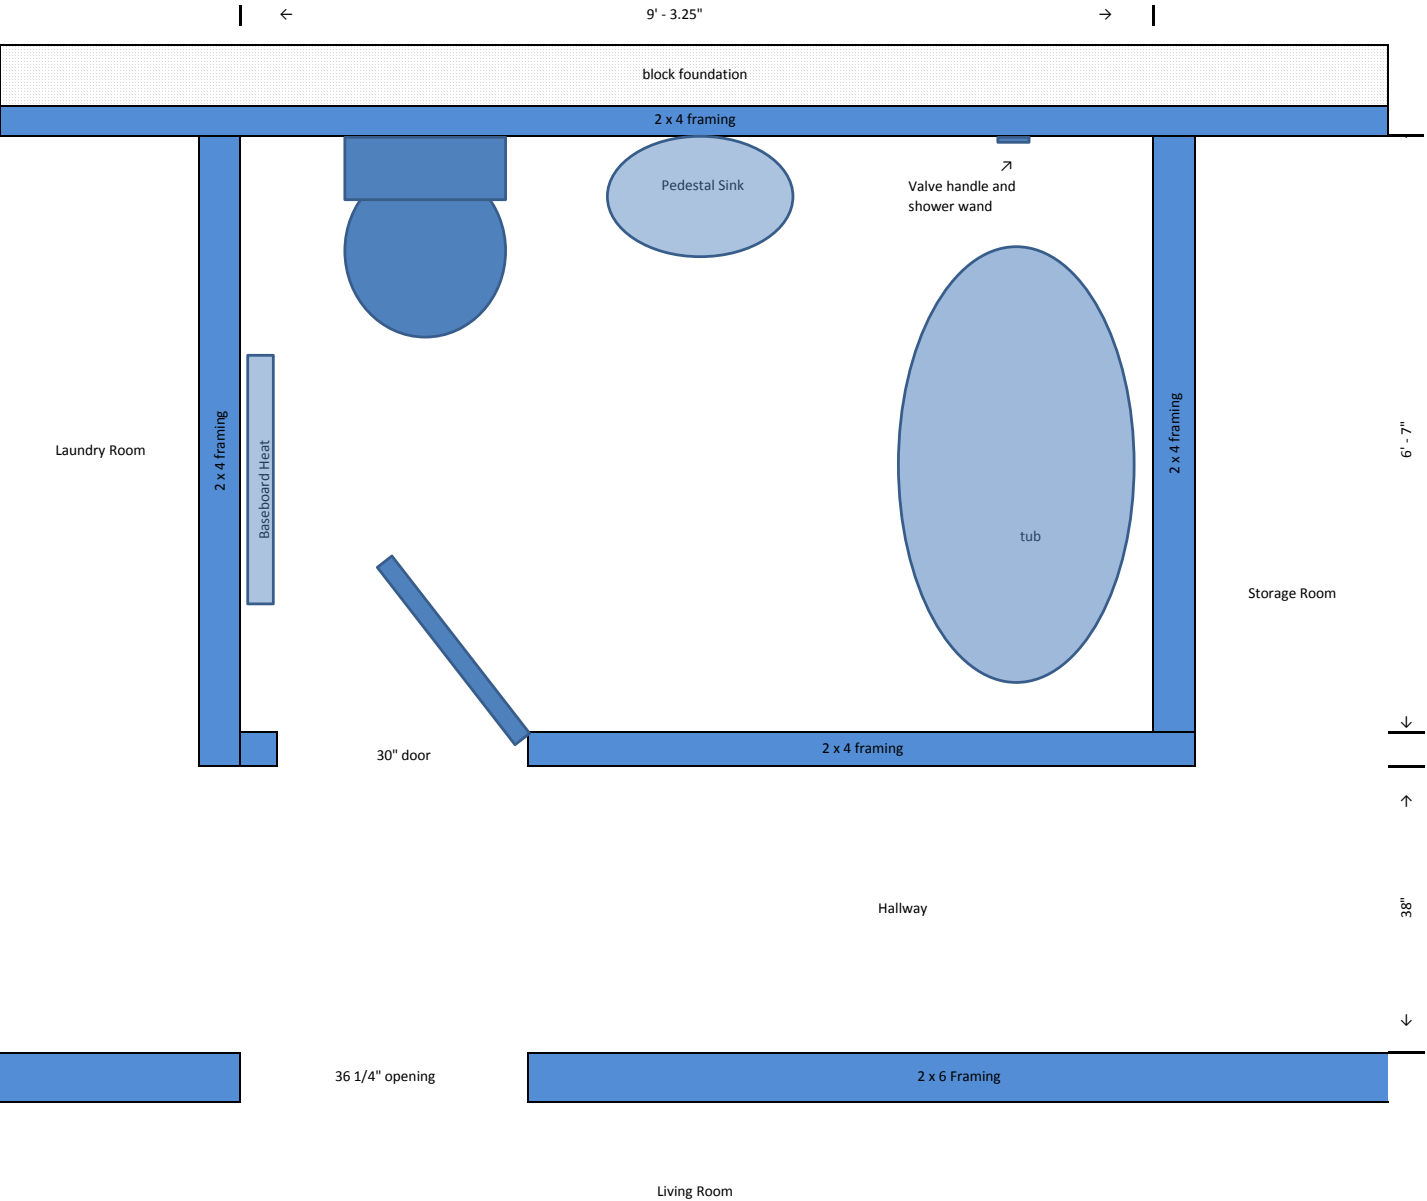 9' - 3.25"
block foundation
2 x 4 framing
Pedestal Sink
Valve handle and
shower wand
Laundry Room
2 x 4 framing
Baseboard Heat
2 x 4 framing
6' - 7"
tub
Storage Room
30" door
2 x 4 framing
Hallway
38"
36 1/4" opening
2 x 6 Framing
Living Room